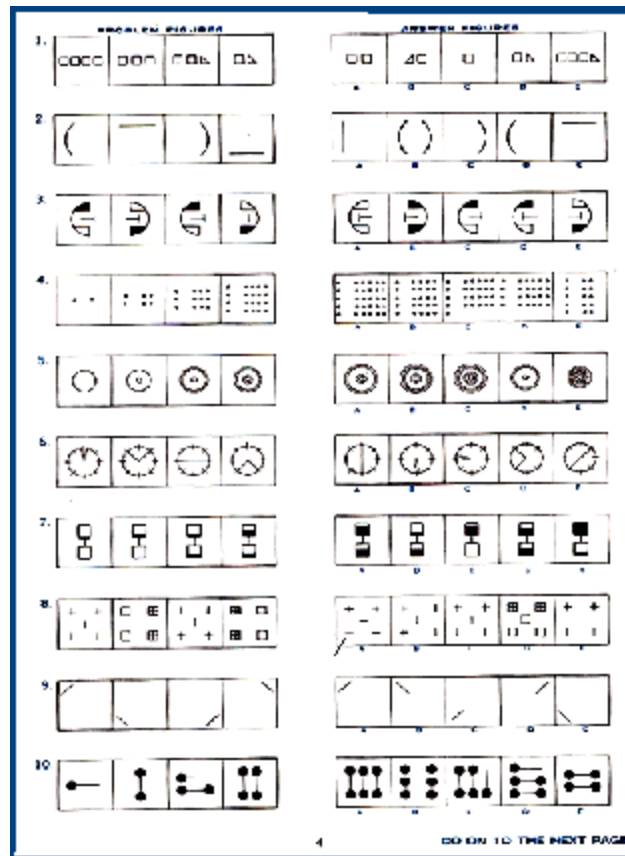 PROBLEM FIGURES
ANSWER FIGURES
1.
A B C D E
2.
A B C D E
3.
A B C D E
4.
A B C D E
5.
A B C D E
6.
A B C D E
7.
8.
9.
10
4
GO ON TO THE NEXT PAGE